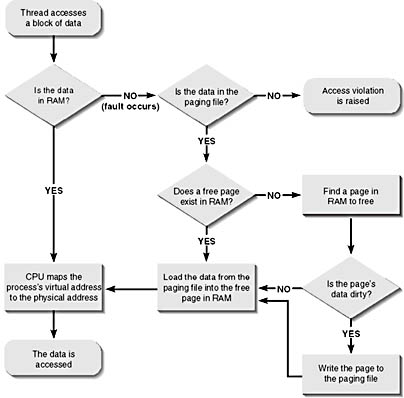 Thread accesses
a block of data
Is the data
in RAM?
NO
(fault occurs)
Is the data in the
paging file?
NO
Access violation
is raised
YES
YES
Does a free page
exist in RAM?
NO
Find a page in
RAM to free
YES
CPU maps the
process's virtual address
to the physical address
Load the data from the
paging file into the free
page in RAM
NO
Is the page's
data dirty?
YES
The data is
accessed
Write the page to
the paging file